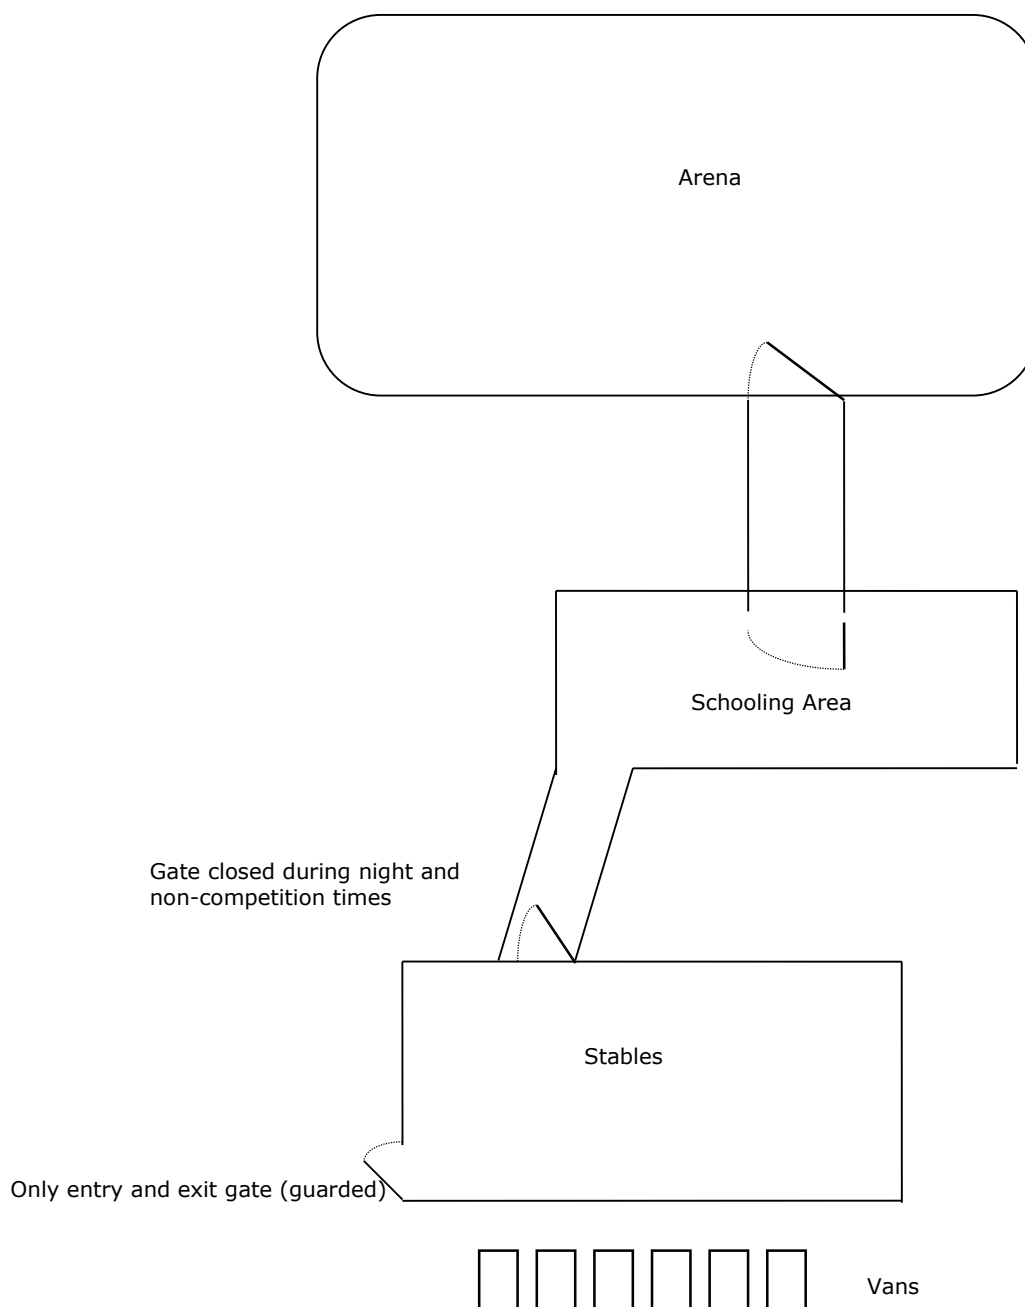 Arena
Schooling Area
Gate closed during night and
non-competition times
Stables
Only entry and exit gate (guarded)
Vans